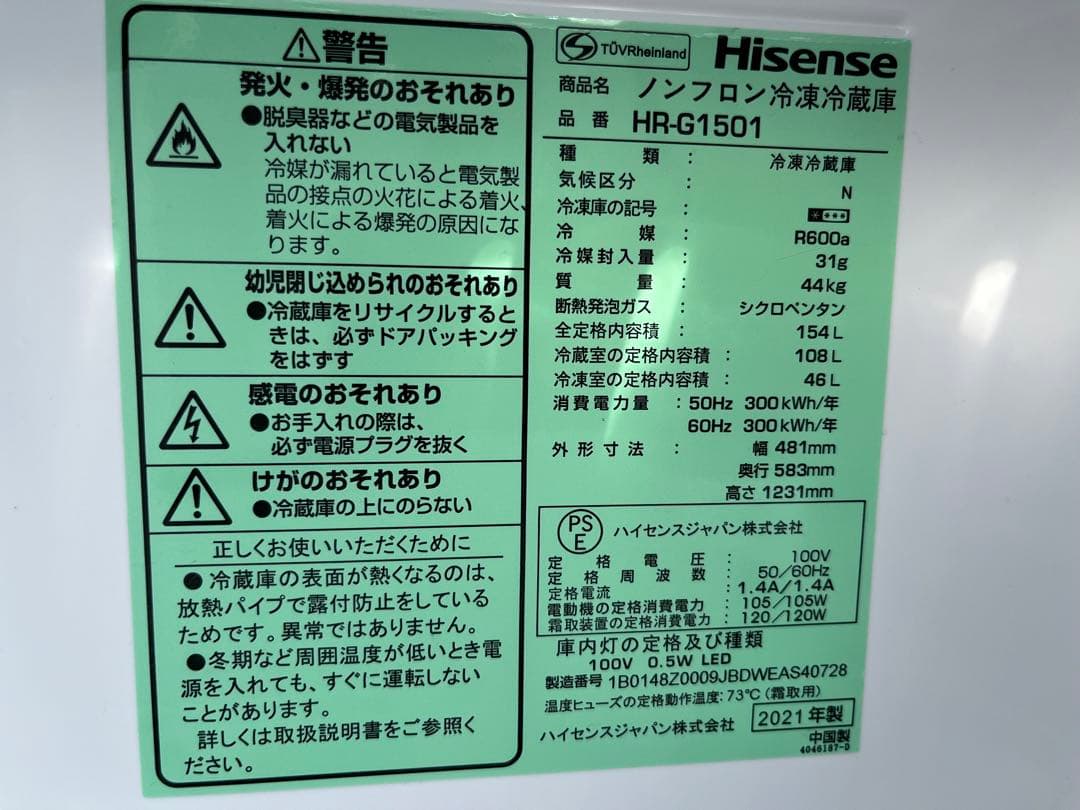 警告
発火・爆発のおそれあり
●脱臭器などの電気製品を
入れない
冷媒が漏れていると電気製
品の接点の火花による着火、
着火による爆発の原因にな
ります。
幼児閉じ込められのおそれあり
●冷蔵庫をリサイクルすると
きは、必ずドアパッキング
をはずす
感電のおそれあり
●お手入れの際は、
必ず電源プラグを抜く
けがのおそれあり
●冷蔵庫の上にのらない
正しくお使いいただくために
●冷蔵庫の表面が熱くなるのは、
放熱パイプで露付防止をしている
ためです。異常ではありません。
●冬期など周囲温度が低いとき電
源を入れても、すぐに運転しない
ことがあります。
詳しくは取扱説明書をご参照く
ださい。
TÜVRheinland
Hisense
商品名 ノンフロン冷凍冷蔵庫
品番 HR-G1501
種類 : 冷凍冷蔵庫
気候区分 : N
冷凍庫の記号 :
冷媒 : R600a
冷媒封入量 : 31g
質量 : 44kg
断熱発泡ガス : シクロペンタン
全定格内容積 : 154L
冷蔵室の定格内容積 : 108L
冷凍室の定格内容積 : 46L
消費電力量 : 50Hz 300kWh/年
60Hz 300kWh/年
外形寸法 : 幅 481mm
奥行 583mm
高さ 1231mm
PSE ハイセンスジャパン株式会社
定格電圧 : 100V
定格周波数 : 50/60Hz
定格電流 : 1.4A/1.4A
電動機の定格消費電力 : 105/105W
霜取装置の定格消費電力 : 120/120W
庫内灯の定格及び種類
100V 0.5W LED
製造番号 1B0148Z0009JBDWEAS40728
温度ヒューズの定格動作温度: 73℃(霜取用)
ハイセンスジャパン株式会社 2021年製
中国製
4046187-D